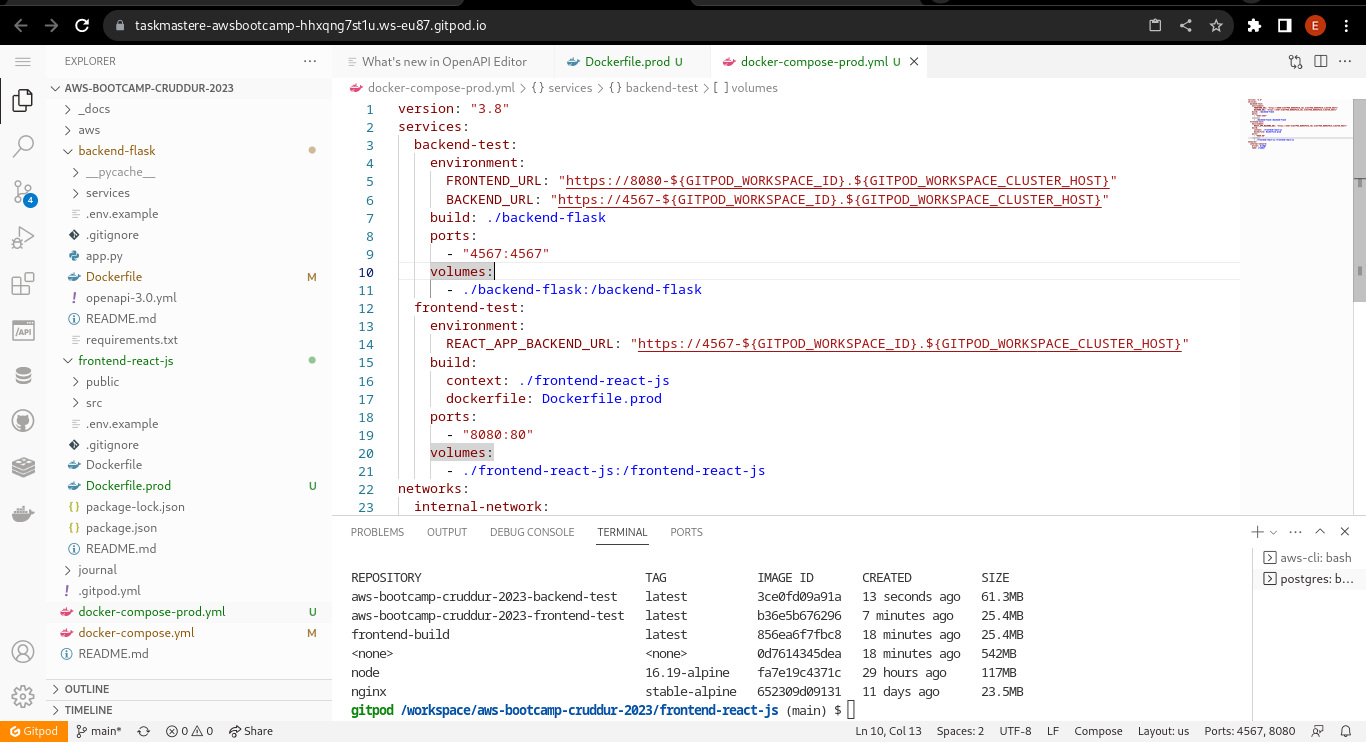 taskmastere-awsbootcamp-hhxqng7st1u.ws-eu87.gitpod.io
E
EXPLORER
AWS-BOOTCAMP-CRUDDUR-2023
_docs
aws
backend-flask
__pycache__
services
.env.example
.gitignore
app.py
Dockerfile M
openapi-3.0.yml
README.md
requirements.txt
frontend-react-js
public
src
.env.example
.gitignore
Dockerfile
Dockerfile.prod U
package-lock.json
package.json
README.md
journal
.gitpod.yml
docker-compose-prod.yml U
docker-compose.yml M
README.md
OUTLINE
TIMELINE
4
/API
What's new in OpenAPI Editor
Dockerfile.prod U
docker-compose-prod.yml U
docker-compose-prod.yml > {} services > {} backend-test > [ ] volumes
1 version: "3.8"
2 services:
3 backend-test:
4 environment:
5 FRONTEND_URL: "https://8080-${GITPOD_WORKSPACE_ID}.${GITPOD_WORKSPACE_CLUSTER_HOST}"
6 BACKEND_URL: "https://4567-${GITPOD_WORKSPACE_ID}.${GITPOD_WORKSPACE_CLUSTER_HOST}"
7 build: ./backend-flask
8 ports:
9 - "4567:4567"
10 volumes:
11 - ./backend-flask:/backend-flask
12 frontend-test:
13 environment:
14 REACT_APP_BACKEND_URL: "https://4567-${GITPOD_WORKSPACE_ID}.${GITPOD_WORKSPACE_CLUSTER_HOST}"
15 build:
16 context: ./frontend-react-js
17 dockerfile: Dockerfile.prod
18 ports:
19 - "8080:80"
20 volumes:
21 - ./frontend-react-js:/frontend-react-js
22 networks:
23 internal-network:
PROBLEMS OUTPUT DEBUG CONSOLE TERMINAL PORTS
REPOSITORY TAG IMAGE ID CREATED SIZE
aws-bootcamp-cruddur-2023-backend-test latest 3ce0fd09a91a 13 seconds ago 61.3MB
aws-bootcamp-cruddur-2023-frontend-test latest b36e5b676296 7 minutes ago 25.4MB
frontend-build latest 856ea6f7fbc8 18 minutes ago 25.4MB
<none> <none> 0d7614345dea 18 minutes ago 542MB
node 16.19-alpine fa7e19c4371c 29 hours ago 117MB
nginx stable-alpine 652309d09131 11 days ago 23.5MB
gitpod /workspace/aws-bootcamp-cruddur-2023/frontend-react-js (main) $
aws-cli: bash
postgres: b...
Gitpod main* 0 0 Share Ln 10, Col 13 Spaces: 2 UTF-8 LF Compose Layout: us Ports: 4567, 8080